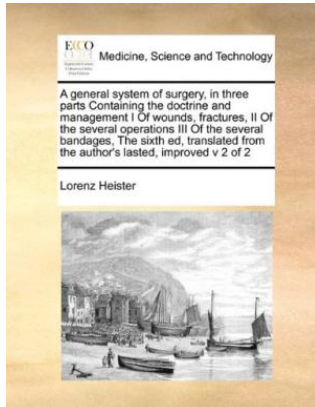 ECCO
Medicine, Science and Technology
A general system of surgery, in three
parts Containing the doctrine and
management I Of wounds, fractures, II Of
the several operations III Of the several
bandages, The sixth ed, translated from
the author's lasted, improved v 2 of 2
Lorenz Heister